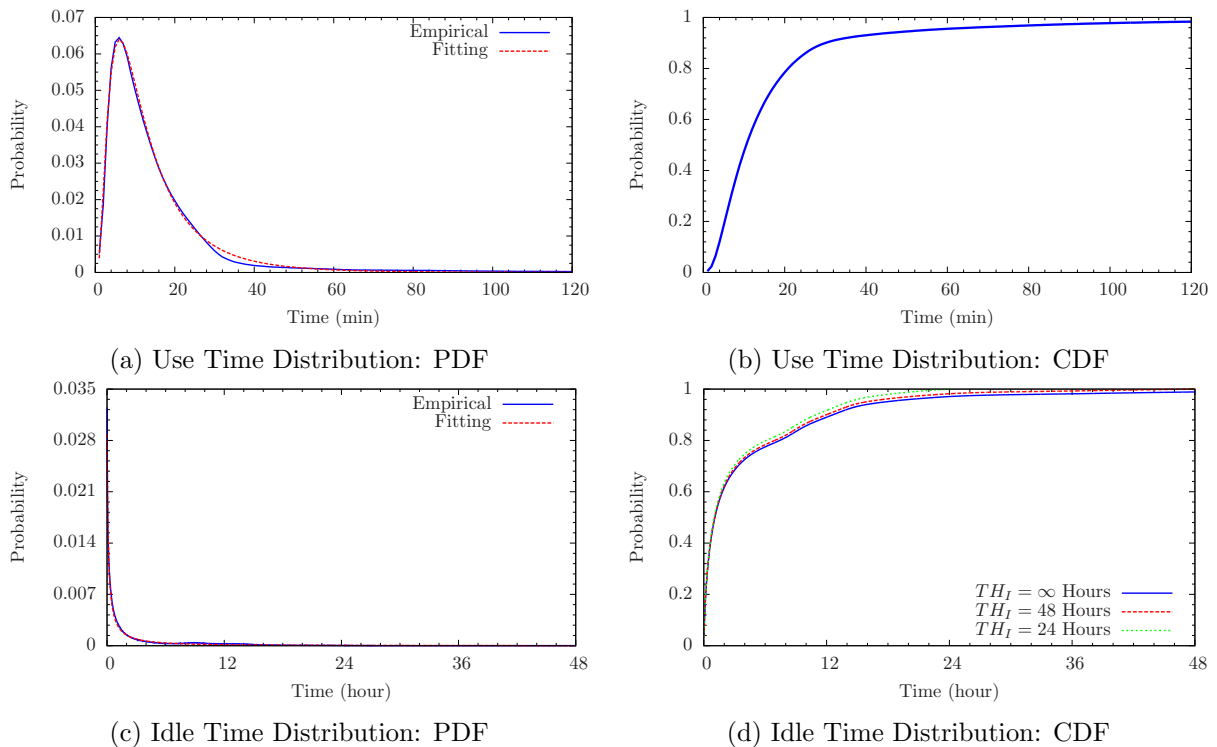 0.07
0.06
0.05
0.04
0.03
0.02
0.01
0
Probability
0 20 40 60 80 100 120
Time (min)
Empirical
Fitting
(a) Use Time Distribution: PDF
1
0.8
0.6
0.4
0.2
0
Probability
0 20 40 60 80 100 120
Time (min)
(b) Use Time Distribution: CDF
0.035
0.028
0.021
0.014
0.007
0
Probability
0 12 24 36 48
Time (hour)
Empirical
Fitting
(c) Idle Time Distribution: PDF
1
0.8
0.6
0.4
0.2
0
Probability
0 12 24 36 48
Time (hour)
TH_I = ∞ Hours
TH_I = 48 Hours
TH_I = 24 Hours
(d) Idle Time Distribution: CDF